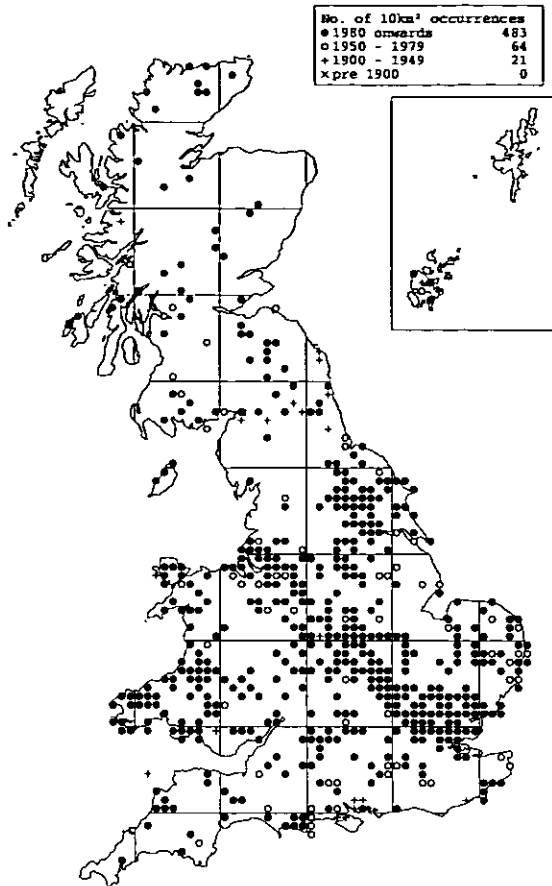 No. of 10km² occurrences
● 1980 onwards 483
○ 1950 - 1979 64
+ 1900 - 1949 21
× pre 1900 0